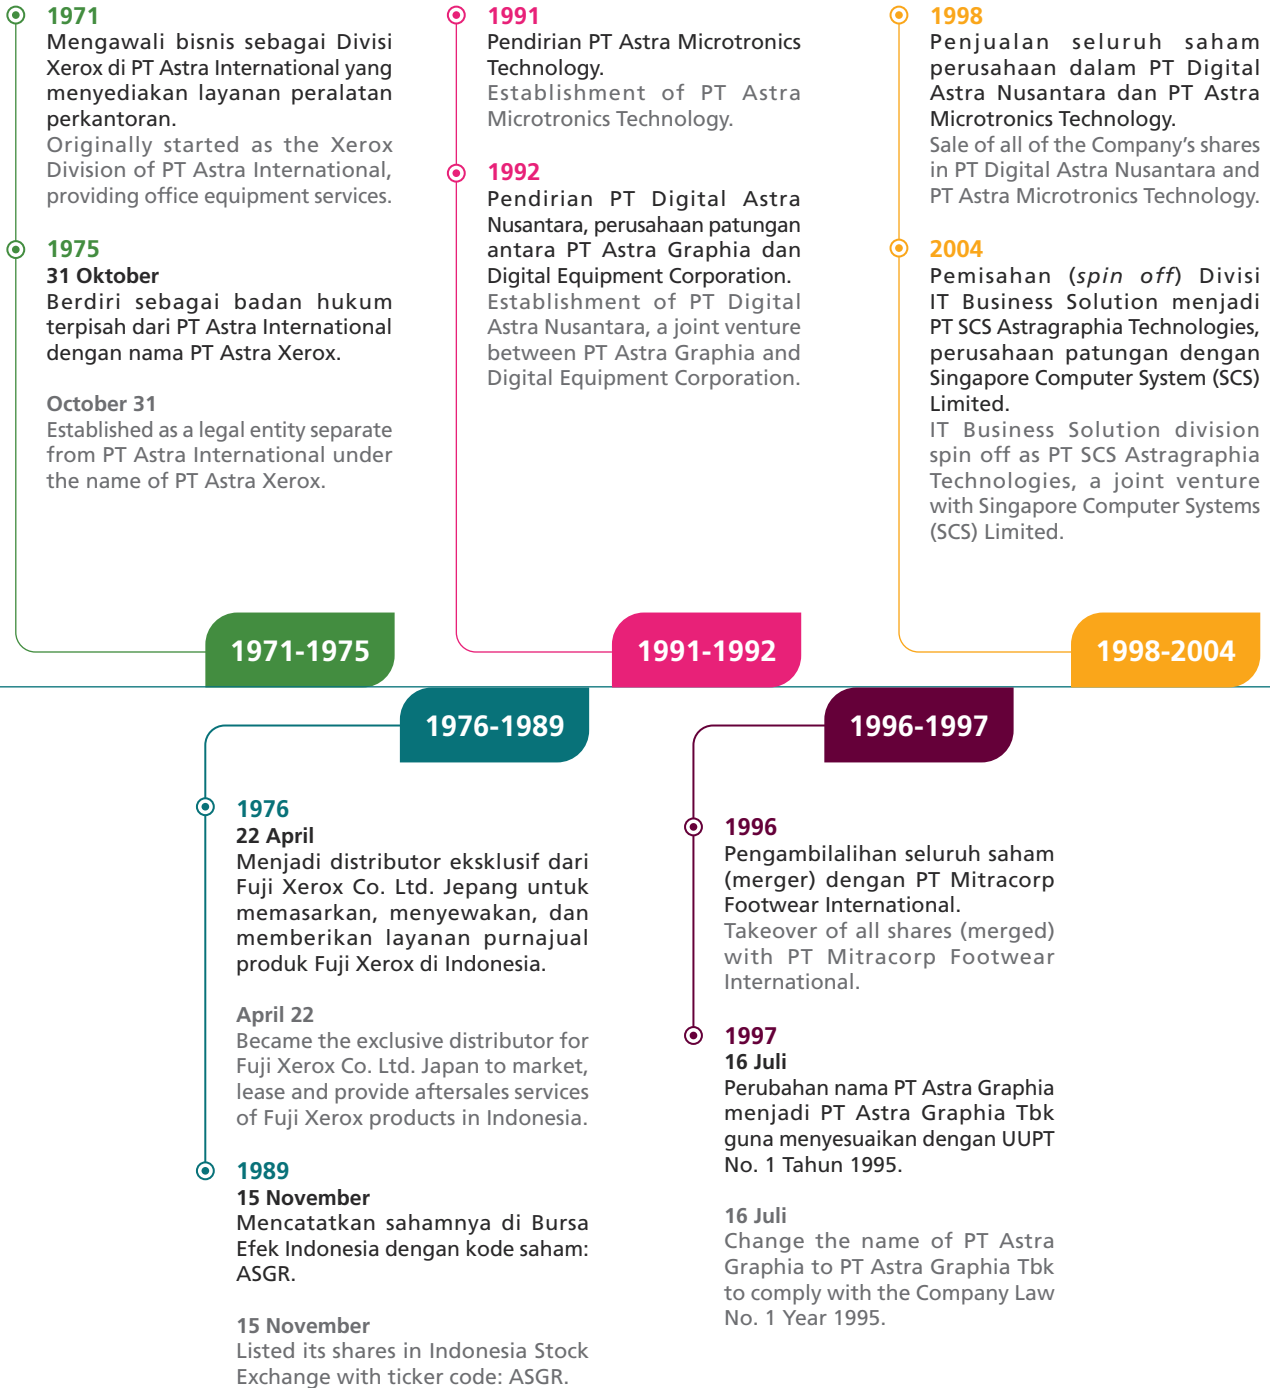 1971
Mengawali bisnis sebagai Divisi
Xerox di PT Astra International yang
menyediakan layanan peralatan
perkantoran.
Originally started as the Xerox
Division of PT Astra International,
providing office equipment services.
1975
31 Oktober
Berdiri sebagai badan hukum
terpisah dari PT Astra International
dengan nama PT Astra Xerox.
October 31
Established as a legal entity separate
from PT Astra International under
the name of PT Astra Xerox.
1971-1975
1976-1989
1976
22 April
Menjadi distributor eksklusif dari
Fuji Xerox Co. Ltd. Jepang untuk
memasarkan, menyewakan, dan
memberikan layanan purnajual
produk Fuji Xerox di Indonesia.
April 22
Became the exclusive distributor for
Fuji Xerox Co. Ltd. Japan to market,
lease and provide aftersales services
of Fuji Xerox products in Indonesia.
1989
15 November
Mencatatkan sahamnya di Bursa
Efek Indonesia dengan kode saham:
ASGR.
15 November
Listed its shares in Indonesia Stock
Exchange with ticker code: ASGR.
1991
Pendirian PT Astra Microtronics
Technology.
Establishment of PT Astra
Microtronics Technology.
1992
Pendirian PT Digital Astra
Nusantara, perusahaan patungan
antara PT Astra Graphia dan
Digital Equipment Corporation.
Establishment of PT Digital
Astra Nusantara, a joint venture
between PT Astra Graphia and
Digital Equipment Corporation.
1991-1992
1996-1997
1996
Pengambilalihan seluruh saham
(merger) dengan PT Mitracorp
Footwear International.
Takeover of all shares (merged)
with PT Mitracorp Footwear
International.
1997
16 Juli
Perubahan nama PT Astra Graphia
menjadi PT Astra Graphia Tbk
guna menyesuaikan dengan UUPT
No. 1 Tahun 1995.
16 Juli
Change the name of PT Astra
Graphia to PT Astra Graphia Tbk
to comply with the Company Law
No. 1 Year 1995.
1998
Penjualan seluruh saham
perusahaan dalam PT Digital
Astra Nusantara dan PT Astra
Microtronics Technology.
Sale of all of the Company’s shares
in PT Digital Astra Nusantara and
PT Astra Microtronics Technology.
2004
Pemisahan (spin off) Divisi
IT Business Solution menjadi
PT SCS Astragraphia Technologies,
perusahaan patungan dengan
Singapore Computer System (SCS)
Limited.
IT Business Solution division
spin off as PT SCS Astragraphia
Technologies, a joint venture
with Singapore Computer Systems
(SCS) Limited.
1998-2004